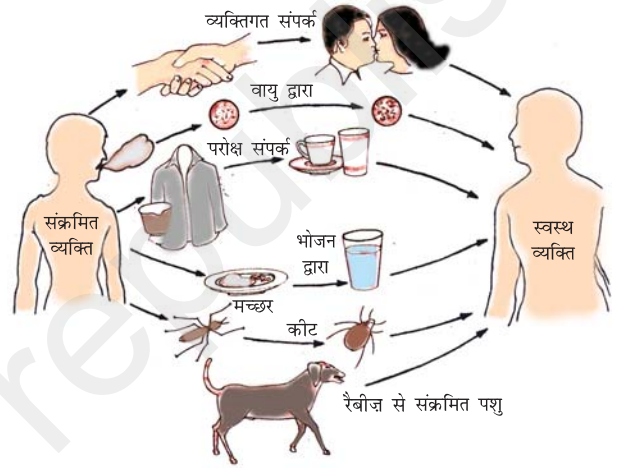 व्यक्तिगत संपर्क
वायु द्वारा
परोक्ष संपर्क
संक्रमित
व्यक्ति
स्वस्थ
व्यक्ति
भोजन
द्वारा
मच्छर
कीट
रैबीज़ से संक्रमित पशु